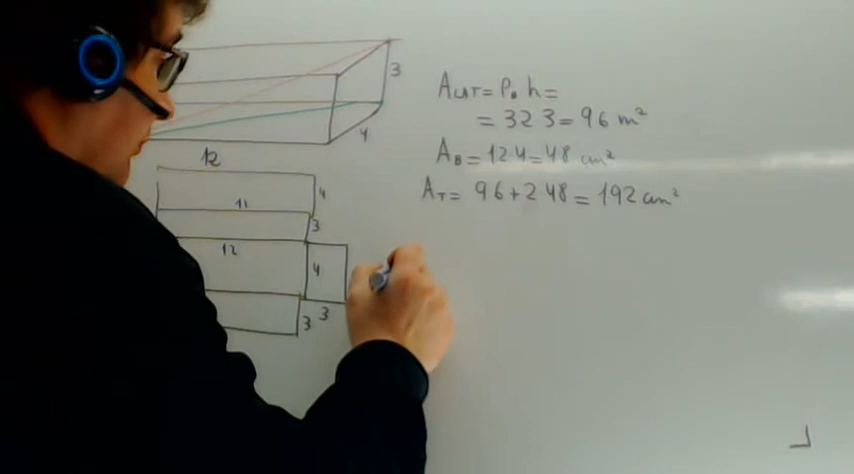 3
4
12
4
11
3
12
4
3
3
A_LAT = P_B h =
= 32 3 = 96 m²
A_B = 12 4 = 48 cm²
A_T = 96 + 2 48 = 192 cm²